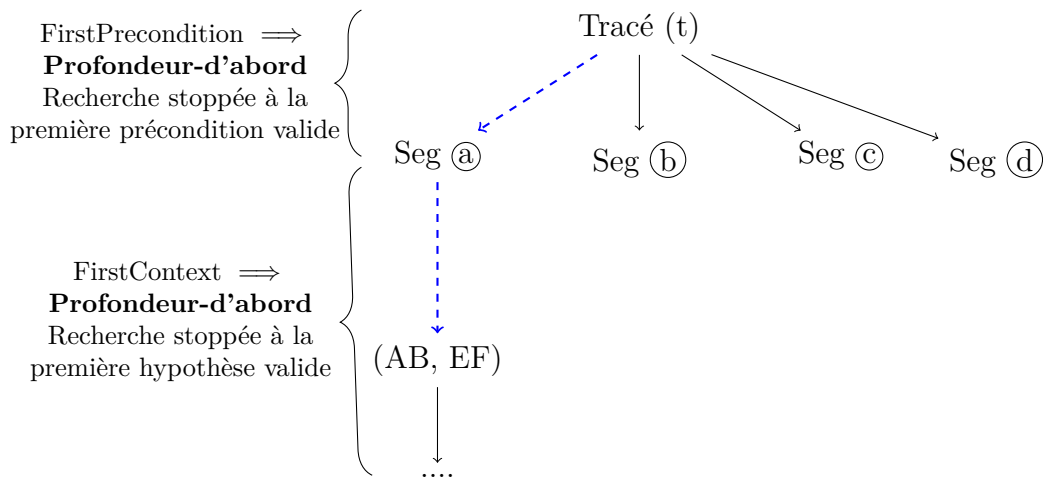 Tracé (t)
FirstPrecondition ⟹
Profondeur-d'abord
Recherche stoppée à la
première précondition valide
Seg ⓐ
Seg ⓑ
Seg ⓒ
Seg ⓓ
FirstContext ⟹
Profondeur-d'abord
Recherche stoppée à la
première hypothèse valide
(AB, EF)
....